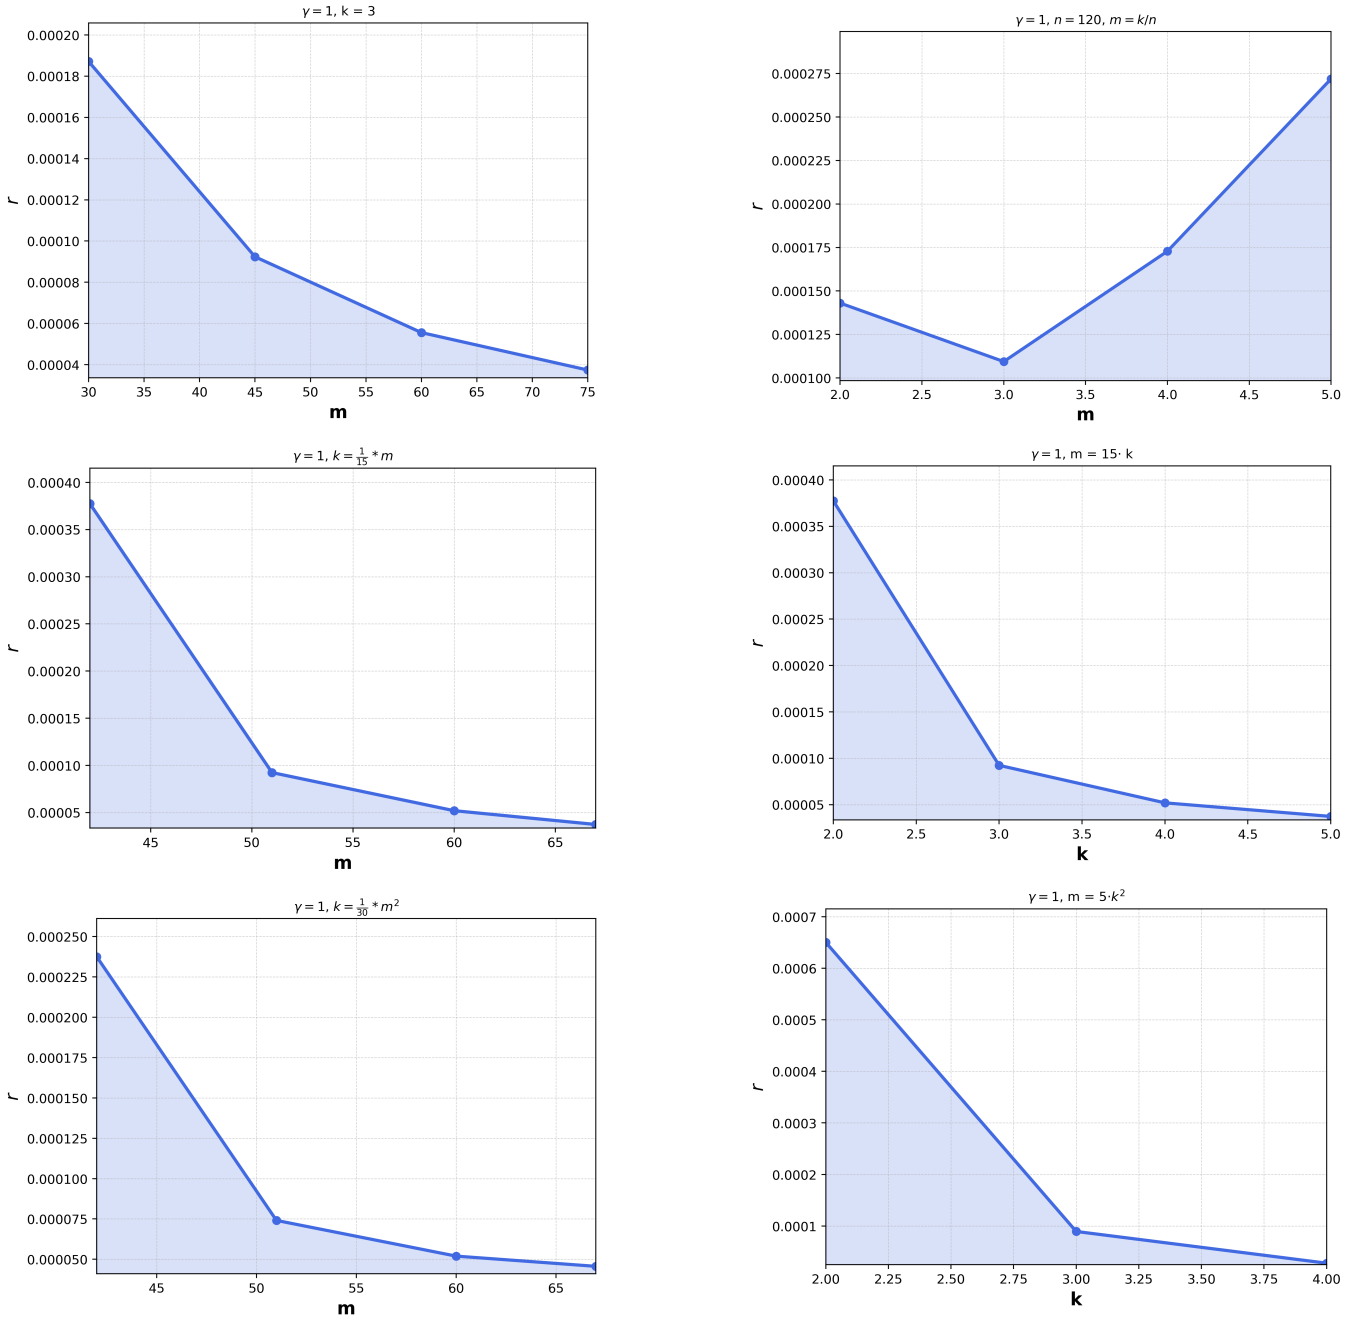 γ = 1, k = 3
0.00020
0.00018
0.00016
0.00014
0.00012
0.00010
0.00008
0.00006
0.00004
r
30 35 40 45 50 55 60 65 70 75
m
γ = 1, n = 120, m = k/n
0.000275
0.000250
0.000225
0.000200
0.000175
0.000150
0.000125
0.000100
r
2.0 2.5 3.0 3.5 4.0 4.5 5.0
m
γ = 1, k = 1/15 * m
0.00040
0.00035
0.00030
0.00025
0.00020
0.00015
0.00010
0.00005
r
45 50 55 60 65
m
γ = 1, m = 15· k
0.00040
0.00035
0.00030
0.00025
0.00020
0.00015
0.00010
0.00005
r
2.0 2.5 3.0 3.5 4.0 4.5 5.0
k
γ = 1, k = 1/30 * m²
0.000250
0.000225
0.000200
0.000175
0.000150
0.000125
0.000100
0.000075
0.000050
r
45 50 55 60 65
m
γ = 1, m = 5·k²
0.0007
0.0006
0.0005
0.0004
0.0003
0.0002
0.0001
r
2.00 2.25 2.50 2.75 3.00 3.25 3.50 3.75 4.00
k